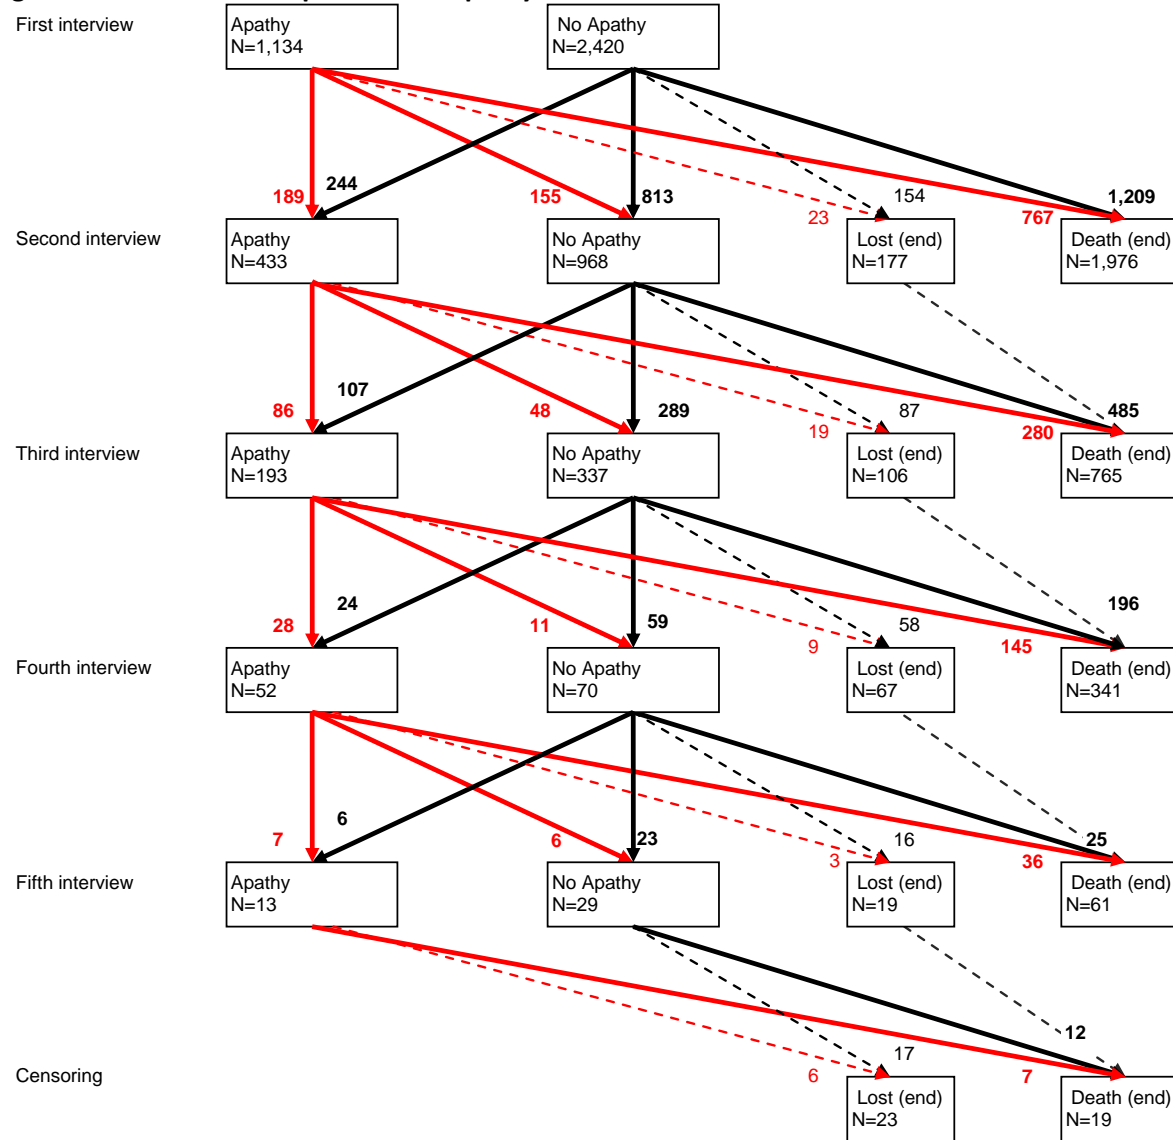 First interview
Apathy
N=1,134
No Apathy
N=2,420
189
244
155
813
23
154
767
1,209
Second interview
Apathy
N=433
No Apathy
N=968
Lost (end)
N=177
Death (end)
N=1,976
86
107
48
289
19
87
280
485
Third interview
Apathy
N=193
No Apathy
N=337
Lost (end)
N=106
Death (end)
N=765
28
24
11
59
9
58
145
196
Fourth interview
Apathy
N=52
No Apathy
N=70
Lost (end)
N=67
Death (end)
N=341
7
6
6
23
3
16
36
25
Fifth interview
Apathy
N=13
No Apathy
N=29
Lost (end)
N=19
Death (end)
N=61
6
17
7
12
Censoring
Lost (end)
N=23
Death (end)
N=19